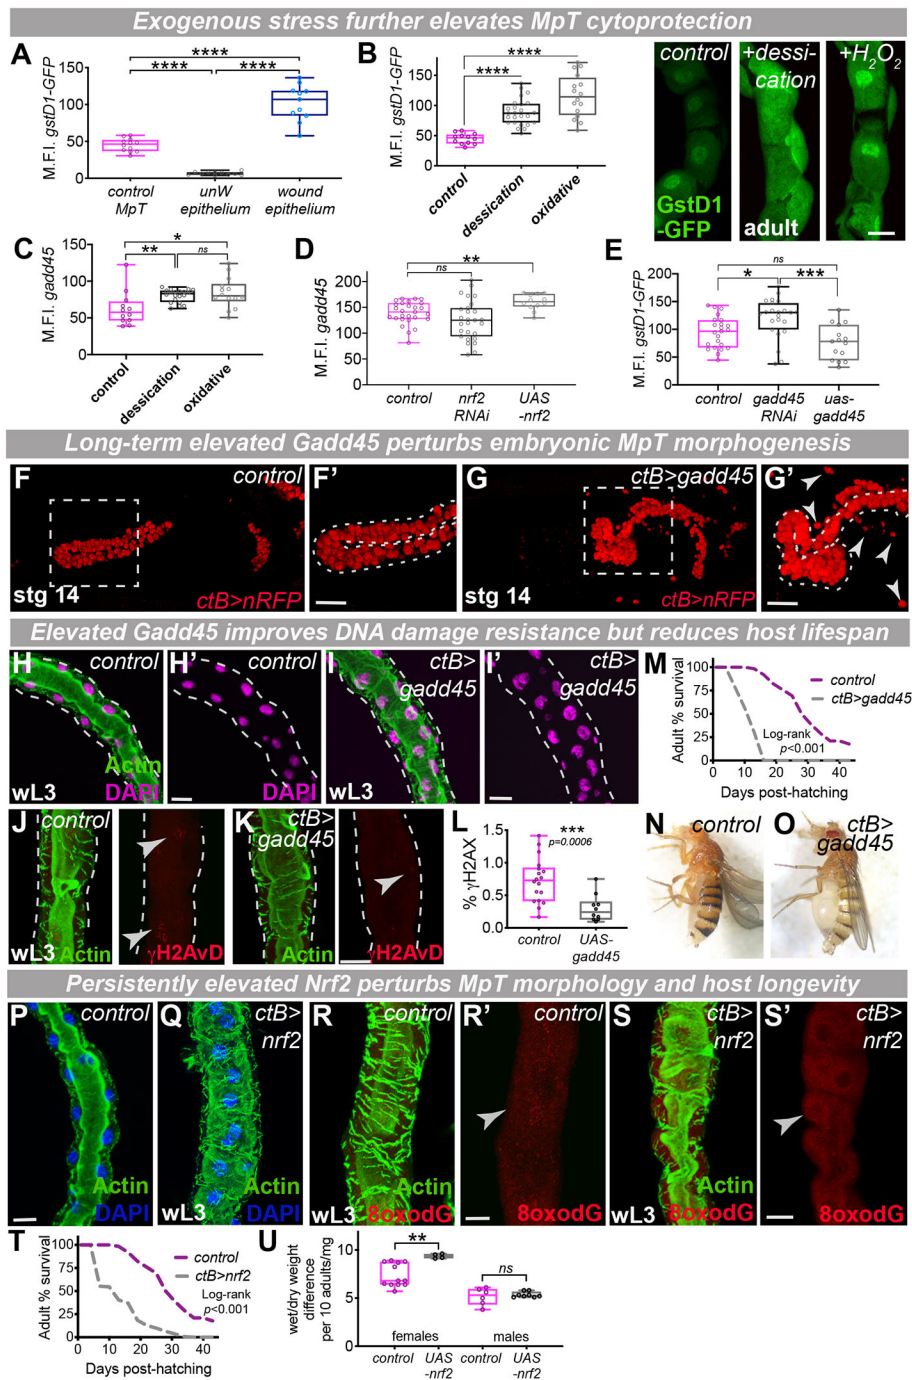 Exogenous stress further elevates MpT cytoprotection
A
M.F.I. gstD1-GFP
150
100
50
0
****
****
****
control
MpT
unW
epithelium
wound
epithelium
B
M.F.I. gstD1-GFP
150
100
50
0
****
****
control
dessication
oxidative
control
GstD1
-GFP
+dessi-
cation
adult
+H2O2
C
M.F.I. gadd45
150
100
50
0
*
**
ns
control
dessication
oxidative
D
M.F.I. gadd45
200
150
100
50
0
**
ns
control
nrf2
RNAi
UAS
-nrf2
E
M.F.I. gstD1-GFP
200
150
100
50
0
ns
*
***
control
gadd45
RNAi
uas-
gadd45
Long-term elevated Gadd45 perturbs embryonic MpT morphogenesis
F
control
stg 14
ctB>nRFP
F’
G
ctB>gadd45
stg 14
ctB>nRFP
G’
Elevated Gadd45 improves DNA damage resistance but reduces host lifespan
H
control
Actin
wL3
DAPI
H’
control
DAPI
I
ctB>
gadd45
wL3
I’
ctB>
gadd45
M
Adult % survival
100
75
50
25
0
control
ctB>gadd45
Log-rank
p<0.001
0 10 20 30 40
Days post-hatching
J
control
wL3
Actin
γH2AvD
K
ctB>
gadd45
Actin
γH2AvD
L
% γH2AX
1.5
1.0
0.5
0
***
p=0.0006
control
UAS-
gadd45
N
control
O
ctB>
gadd45
Persistently elevated Nrf2 perturbs MpT morphology and host longevity
P
control
Actin
DAPI
Q
ctB>
nrf2
Actin
wL3
DAPI
R
control
Actin
wL3
8oxodG
R’
control
8oxodG
S
ctB>
nrf2
Actin
wL3
8oxodG
S’
ctB>
nrf2
8oxodG
T
Adult % survival
100
75
50
25
0
control
ctB>nrf2
Log-rank
p<0.001
0 10 20 30 40
Days post-hatching
U
wet/dry weight
difference
per 10 adults/mg
10
5
0
**
ns
females
males
control
UAS
-nrf2
control
UAS
-nrf2